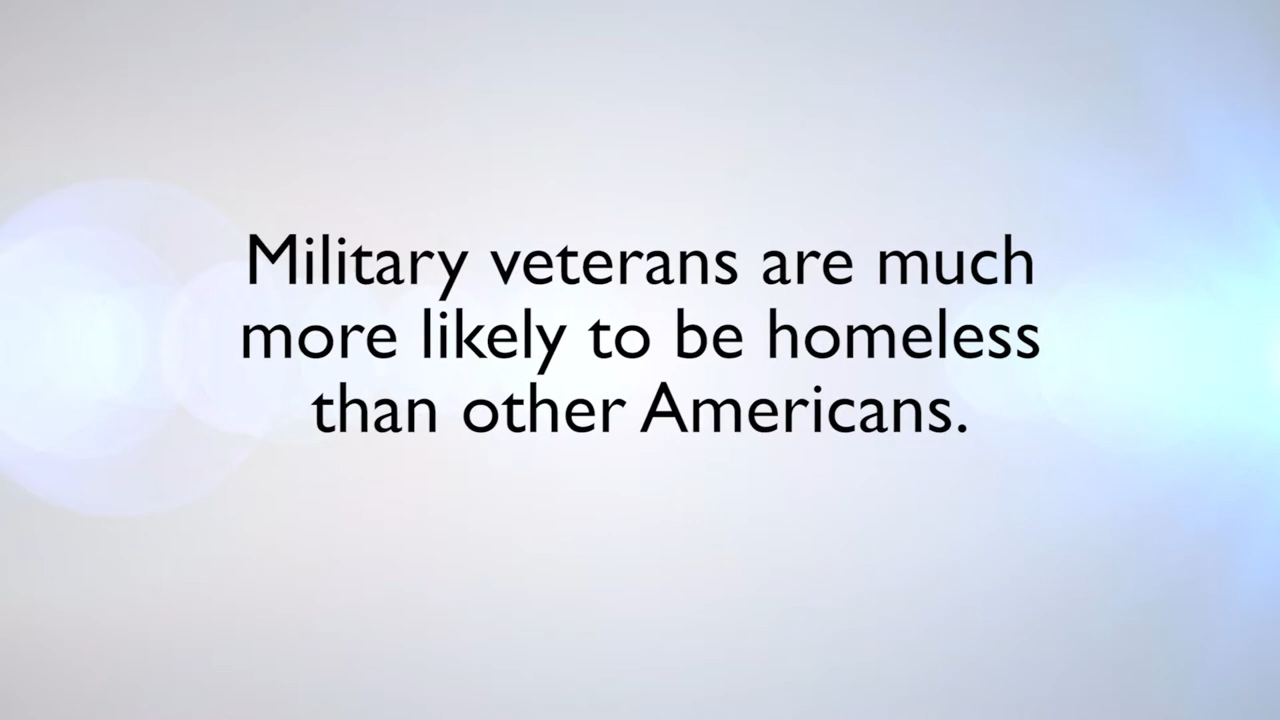 Military veterans are much
more likely to be homeless
than other Americans.